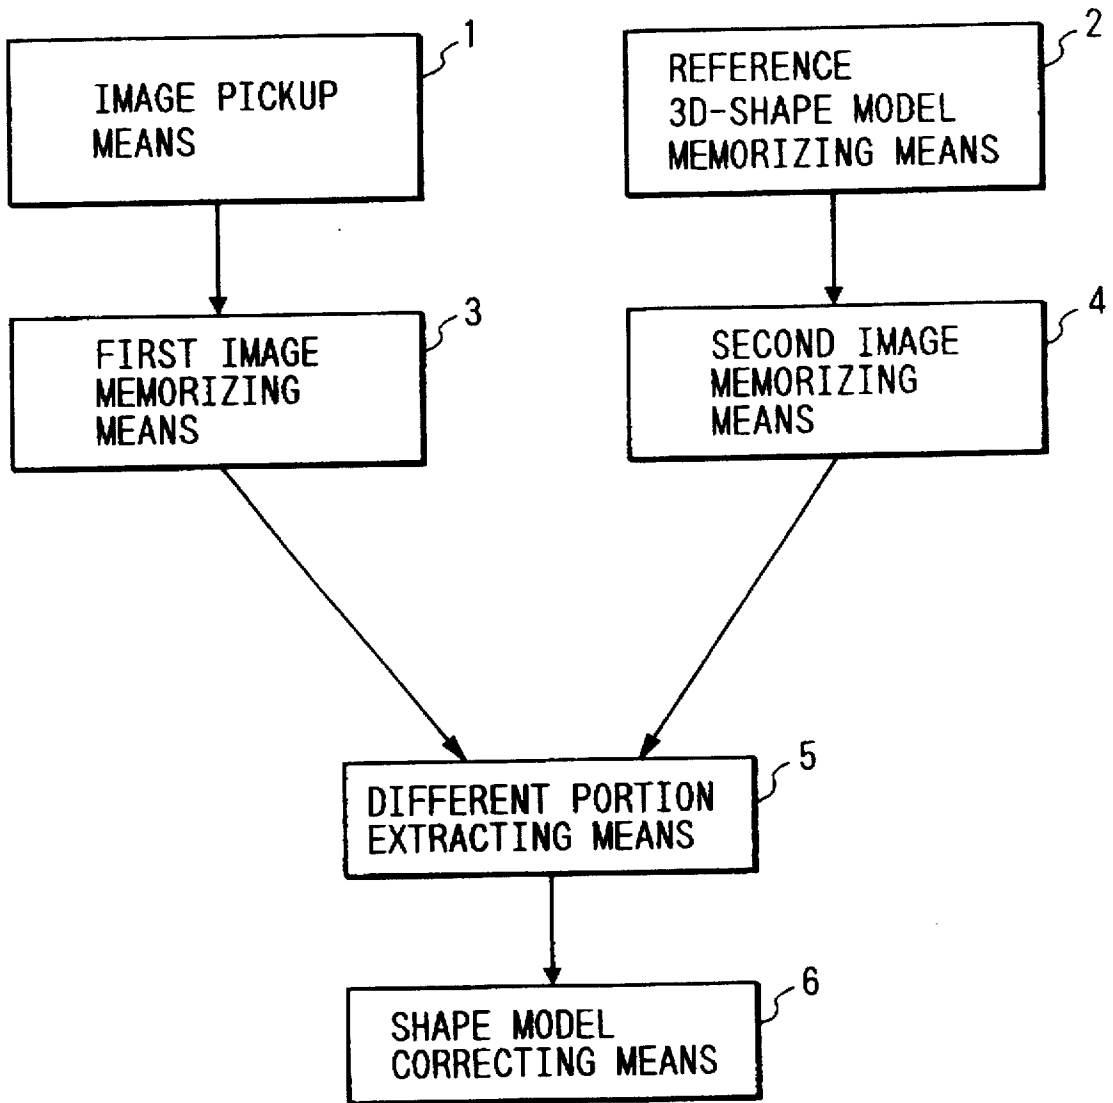 1
IMAGE PICKUP
MEANS
2
REFERENCE
3D-SHAPE MODEL
MEMORIZING MEANS
3
FIRST IMAGE
MEMORIZING
MEANS
4
SECOND IMAGE
MEMORIZING
MEANS
5
DIFFERENT PORTION
EXTRACTING MEANS
6
SHAPE MODEL
CORRECTING MEANS